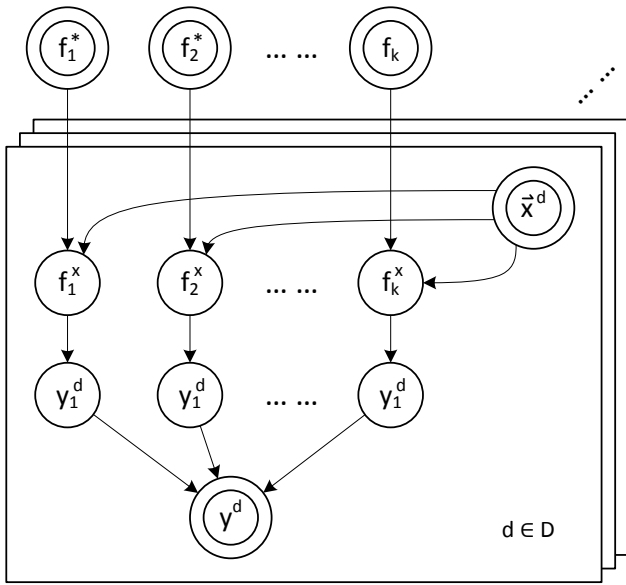 f₁* f₂* ... ... fₖ
... ...
x⃗ᵈ
f₁ˣ f₂ˣ ... ... fₖˣ
y₁ᵈ y₁ᵈ ... ... y₁ᵈ
yᵈ
d ∈ D